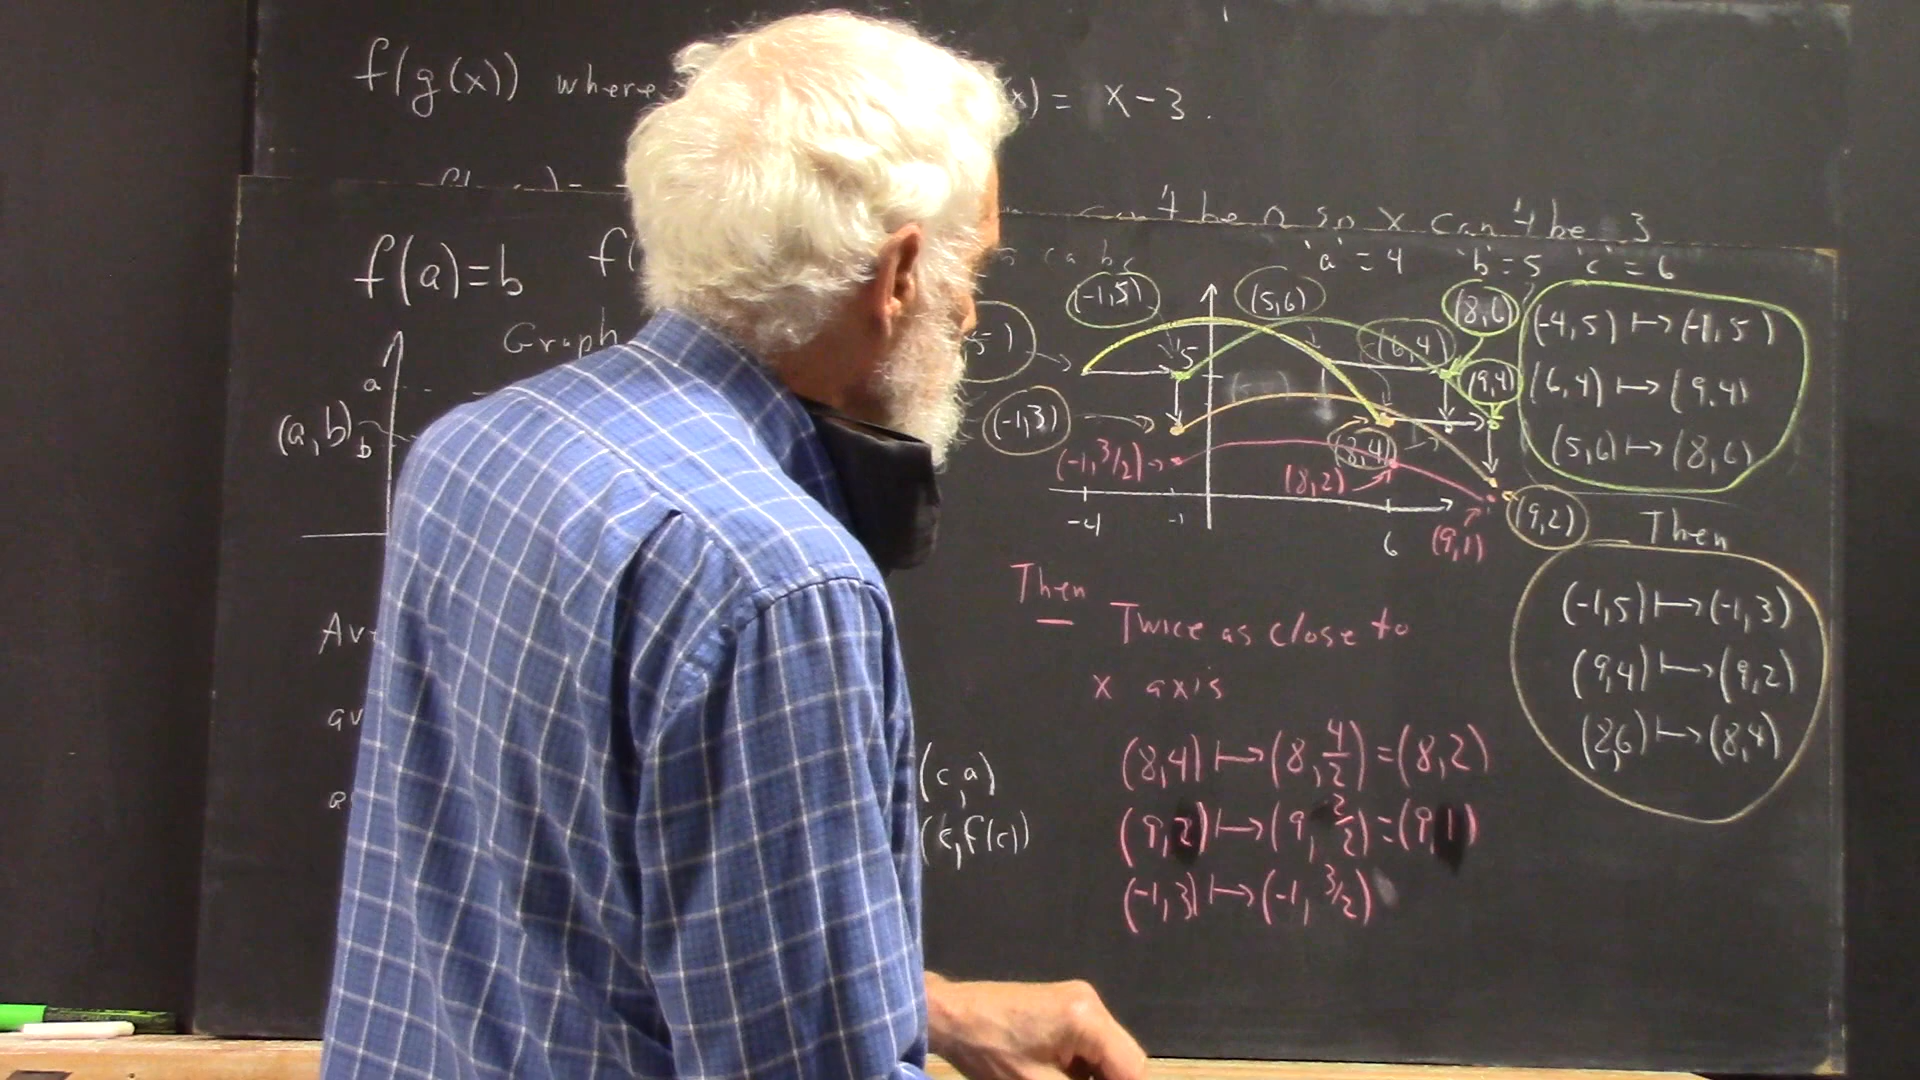 f(g(x)) where (x) = x-3.
can't be 0 so x can't be 3
f(a)=b f(
'a'=4 'b'=5 'c'=6
Graph
a
(a,b)
b
(-1,5) (5,6) (8,6)
5) 5 (6,4) (9,4)
(-1,3) (8,4)
(-1, 3/2) (8,2) (9,2)
-4 -1 6 (9,1)
(-4,5) ↦ (-1,5)
(6,4) ↦ (9,4)
(5,6) ↦ (8,6)
Then
(-1,5) ↦ (-1,3)
(9,4) ↦ (9,2)
(8,6) ↦ (8,4)
Then
Twice as close to
x axis
(8,4) ↦ (8, 4/2) = (8,2)
(9,2) ↦ (9, 2/2) = (9,1)
(-1,3) ↦ (-1, 3/2)
(c,a)
(c,f(c))